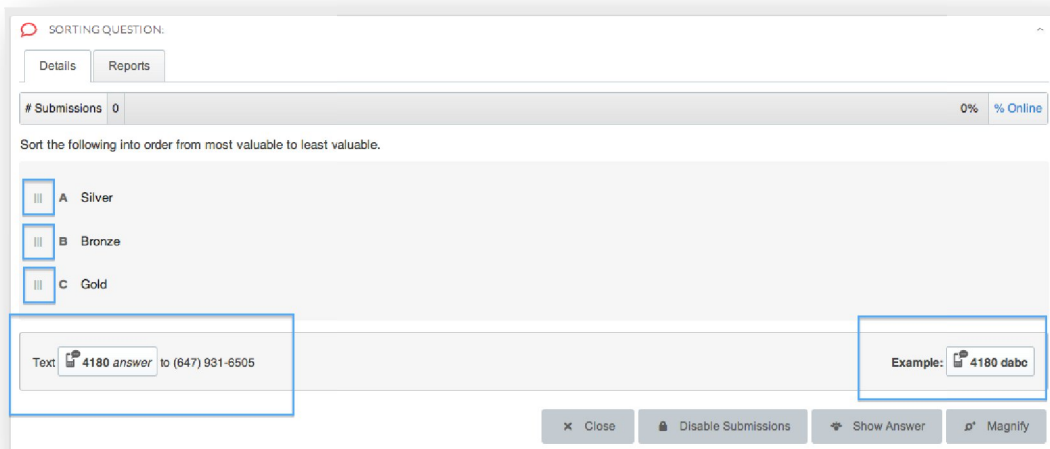 SORTING QUESTION:
Details Reports
# Submissions 0 0% % Online
Sort the following into order from most valuable to least valuable.
A Silver
B Bronze
C Gold
Text 4180 answer to (647) 931-6505 Example: 4180 dabc
Close Disable Submissions Show Answer Magnify